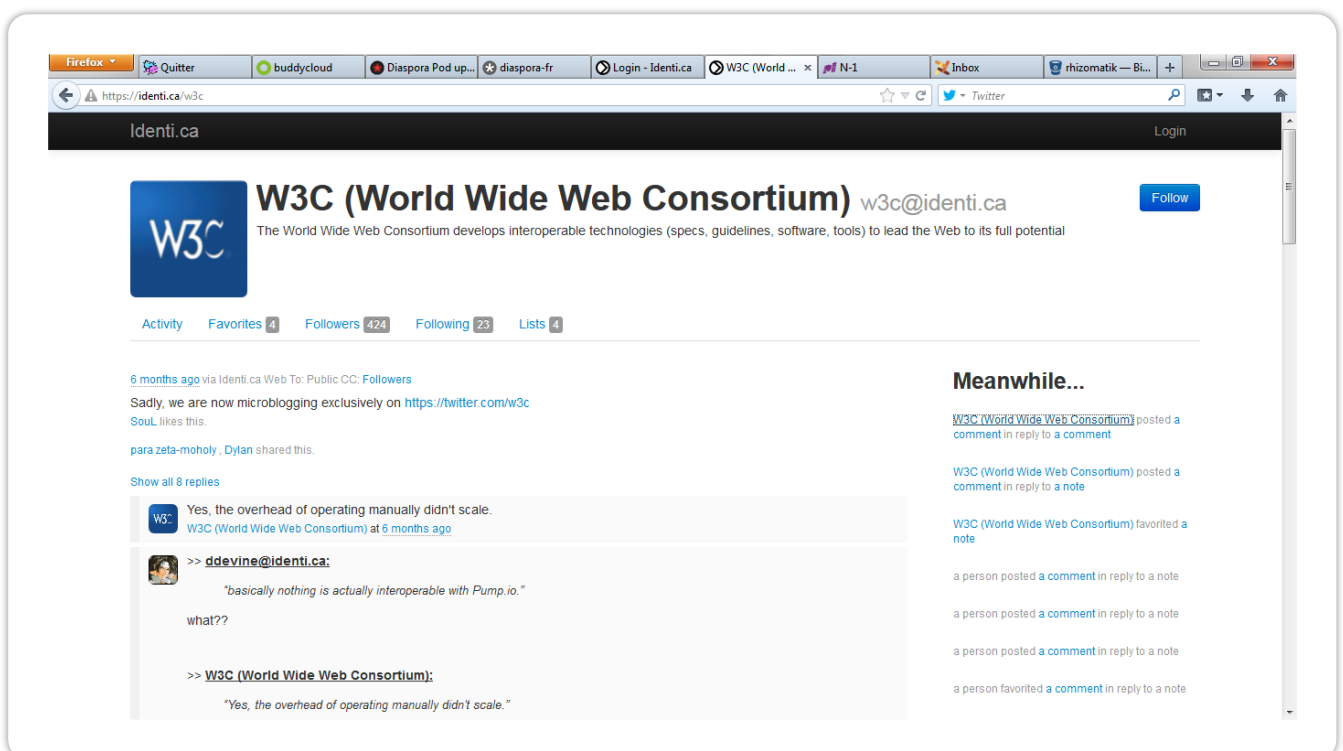 Firefox
Quitter
buddycloud
Diaspora Pod up...
diaspora-fr
Login - Identi.ca
W3C (World ... ×
N-1
Inbox
rhizomatik — Bi...
+
https://identi.ca/w3c
Twitter
Identi.ca
Login
W3C
W3C (World Wide Web Consortium) w3c@identi.ca
Follow
The World Wide Web Consortium develops interoperable technologies (specs, guidelines, software, tools) to lead the Web to its full potential
Activity Favorites 4 Followers 424 Following 23 Lists 4
6 months ago via Identi.ca Web To: Public CC: Followers
Sadly, we are now microblogging exclusively on https://twitter.com/w3c
SouL likes this.
para zeta-moholy , Dylan shared this.
Show all 8 replies
W3C
Yes, the overhead of operating manually didn't scale.
W3C (World Wide Web Consortium) at 6 months ago
>> ddevine@identi.ca:
"basically nothing is actually interoperable with Pump.io."
what??
>> W3C (World Wide Web Consortium):
"Yes, the overhead of operating manually didn't scale."
Meanwhile...
W3C (World Wide Web Consortium) posted a
comment in reply to a comment
W3C (World Wide Web Consortium) posted a
comment in reply to a note
W3C (World Wide Web Consortium) favorited a
note
a person posted a comment in reply to a note
a person posted a comment in reply to a note
a person posted a comment in reply to a note
a person favorited a comment in reply to a note